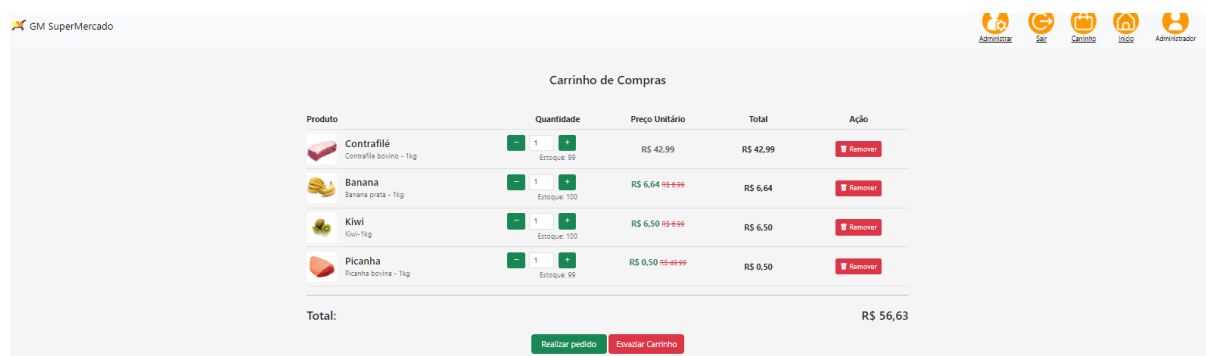 GM SuperMercado
Administrar Sair Carrinho Início Administrador
Carrinho de Compras
Produto Quantidade Preço Unitário Total Ação
Contrafilé
Contrafile bovino - 1kg
- 1 +
Estoque: 99
R$ 42,99 R$ 42,99 Remover
Banana
Banana prata - 1kg
- 1 +
Estoque: 100
R$ 6,64 R$ 6,99 R$ 6,64 Remover
Kiwi
Kiwi-1kg
- 1 +
Estoque: 100
R$ 6,50 R$ 6,99 R$ 6,50 Remover
Picanha
Picanha bovina - 1kg
- 1 +
Estoque: 99
R$ 0,50 R$ 49,99 R$ 0,50 Remover
Total: R$ 56,63
Realizar pedido Esvaziar Carrinho